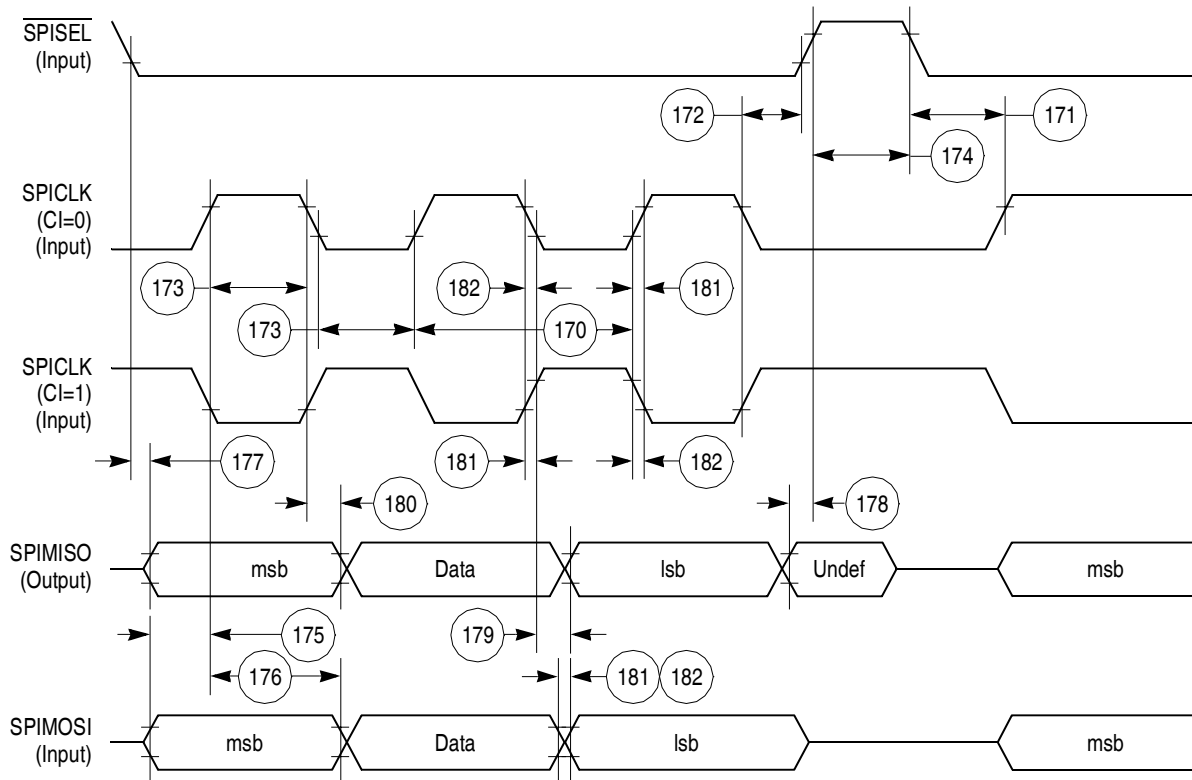 SPISEL
(Input)
172
171
174
SPICLK
(CI=0)
(Input)
173
182
181
173
170
SPICLK
(CI=1)
(Input)
177
181
182
180
178
SPIMISO
(Output)
msb
Data
lsb
Undef
msb
175
179
176
181
182
SPIMOSI
(Input)
msb
Data
lsb
msb